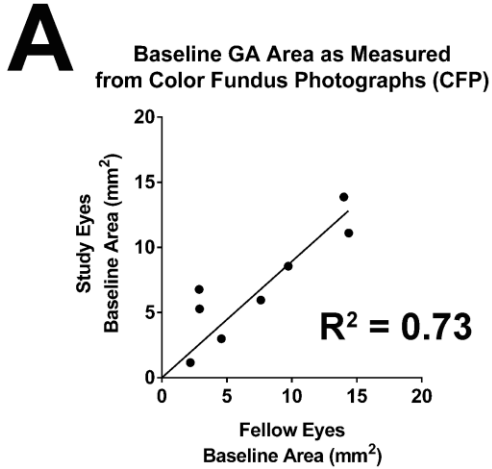 A
Baseline GA Area as Measured
from Color Fundus Photographs (CFP)
20
15
10
5
0
Study Eyes
Baseline Area (mm²)
R² = 0.73
0 5 10 15 20
Fellow Eyes
Baseline Area (mm²)